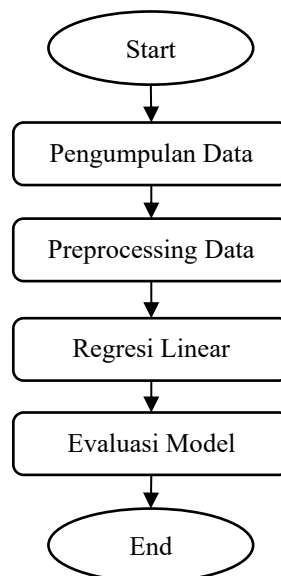 Start
Pengumpulan Data
Preprocessing Data
Regresi Linear
Evaluasi Model
End